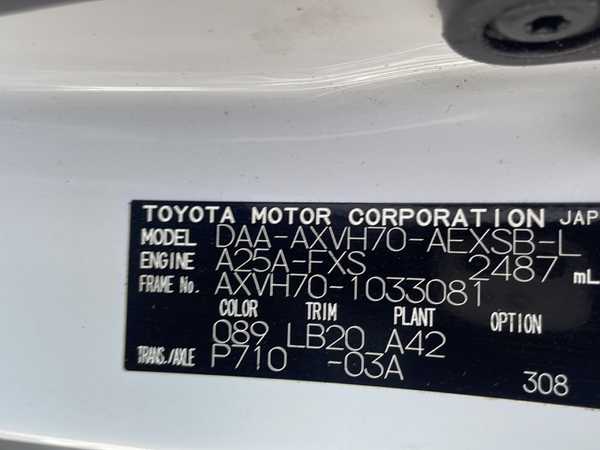 TOYOTA MOTOR CORPORATION JAP
MODEL DAA-AXVH70-AEXSB-L
ENGINE A25A-FXS 2487 mL
FRAME No. AXVH70-1033081
COLOR TRIM PLANT OPTION
089 LB20 A42
TRANS./AXLE P710 -03A
308